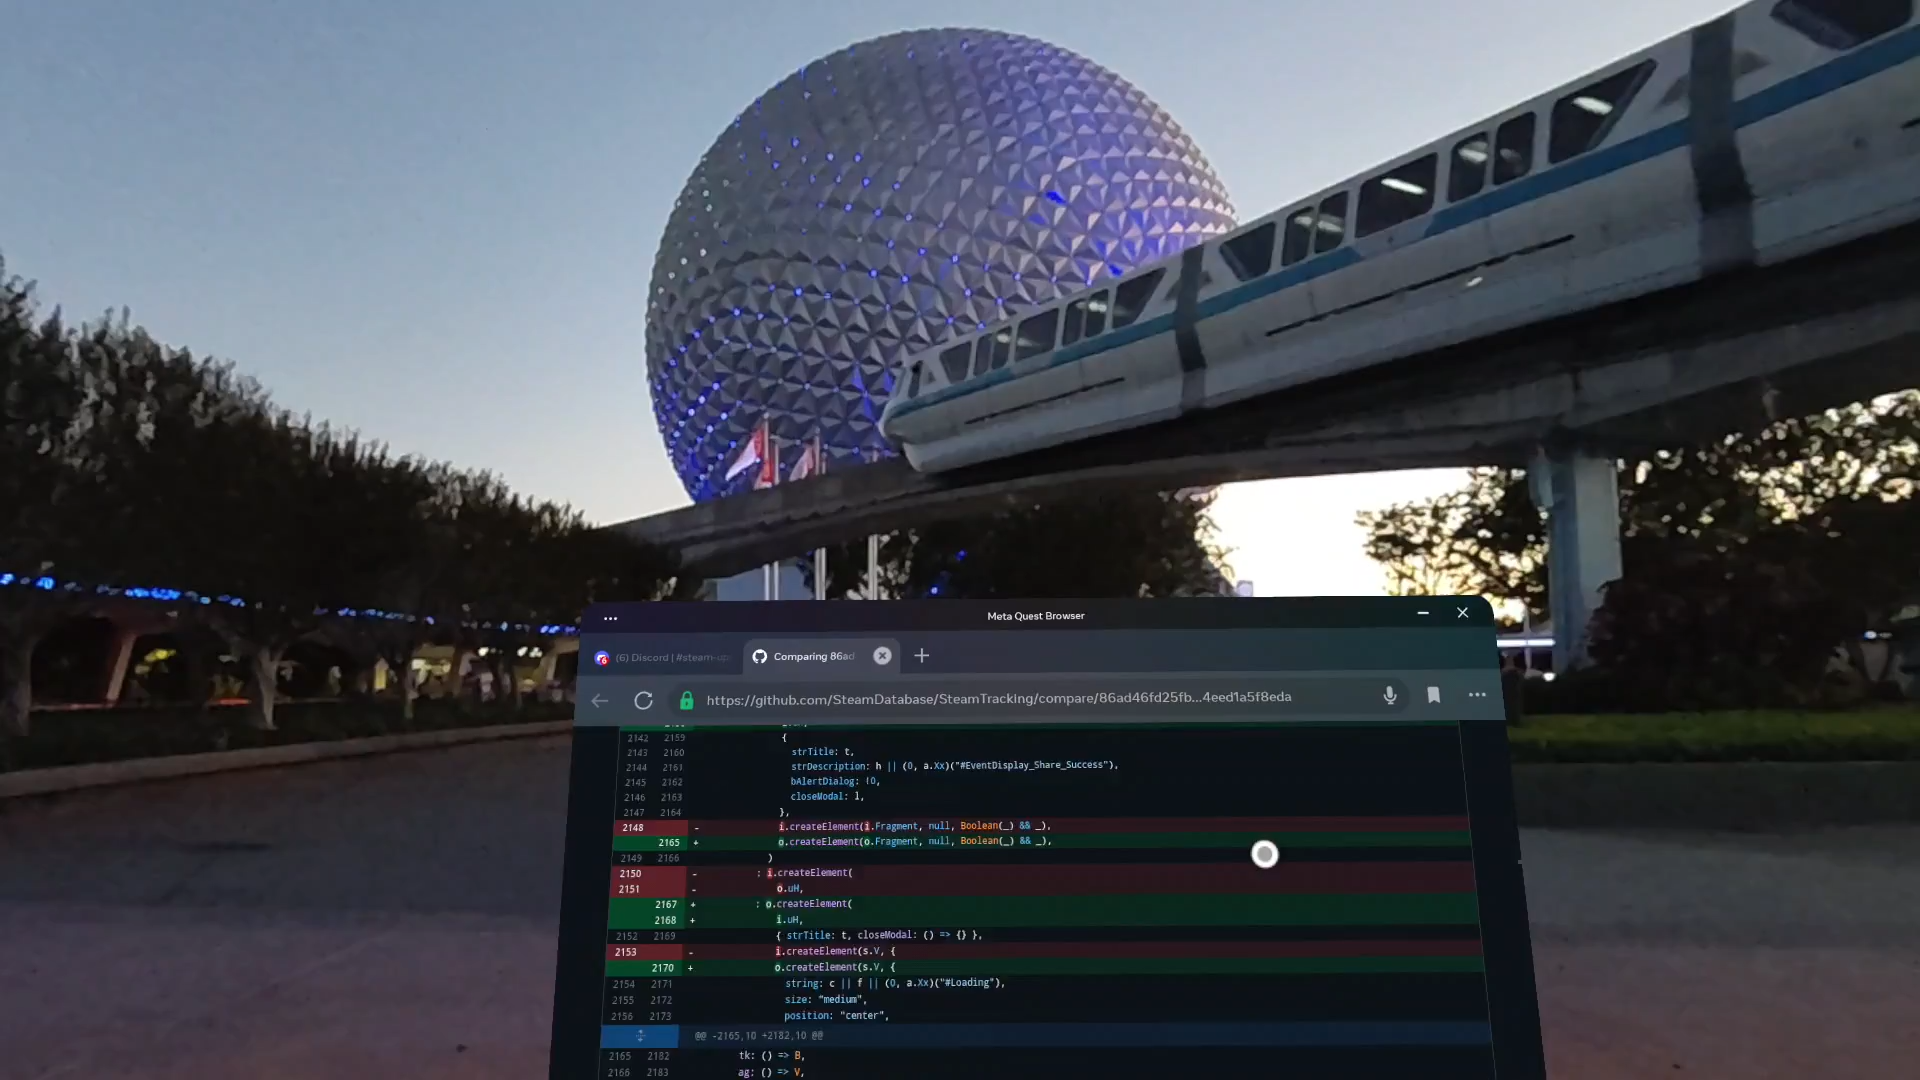 Meta Quest Browser
(6) Discord | #steam-up
Comparing 86ad
https://github.com/SteamDatabase/SteamTracking/compare/86ad46fd25fb...4eed1a5f8eda
2142 2159 {
2143 2160 strTitle: t,
2144 2161 strDescription: h || (0, a.Xx)("#EventDisplay_Share_Success"),
2145 2162 bAlertDialog: !0,
2146 2163 closeModal: l,
2147 2164 },
2148 - i.createElement(i.Fragment, null, Boolean(_) && _),
2165 + o.createElement(o.Fragment, null, Boolean(_) && _),
2149 2166 )
2150 - : i.createElement(
2151 - o.uH,
2167 + : o.createElement(
2168 + i.uH,
2152 2169 { strTitle: t, closeModal: () => {} },
2153 - i.createElement(s.V, {
2170 + o.createElement(s.V, {
2154 2171 string: c || f || (0, a.Xx)("#Loading"),
2155 2172 size: "medium",
2156 2173 position: "center",
@@ -2165,10 +2182,10 @@
2165 2182 tk: () => B,
2166 2183 ag: () => V,